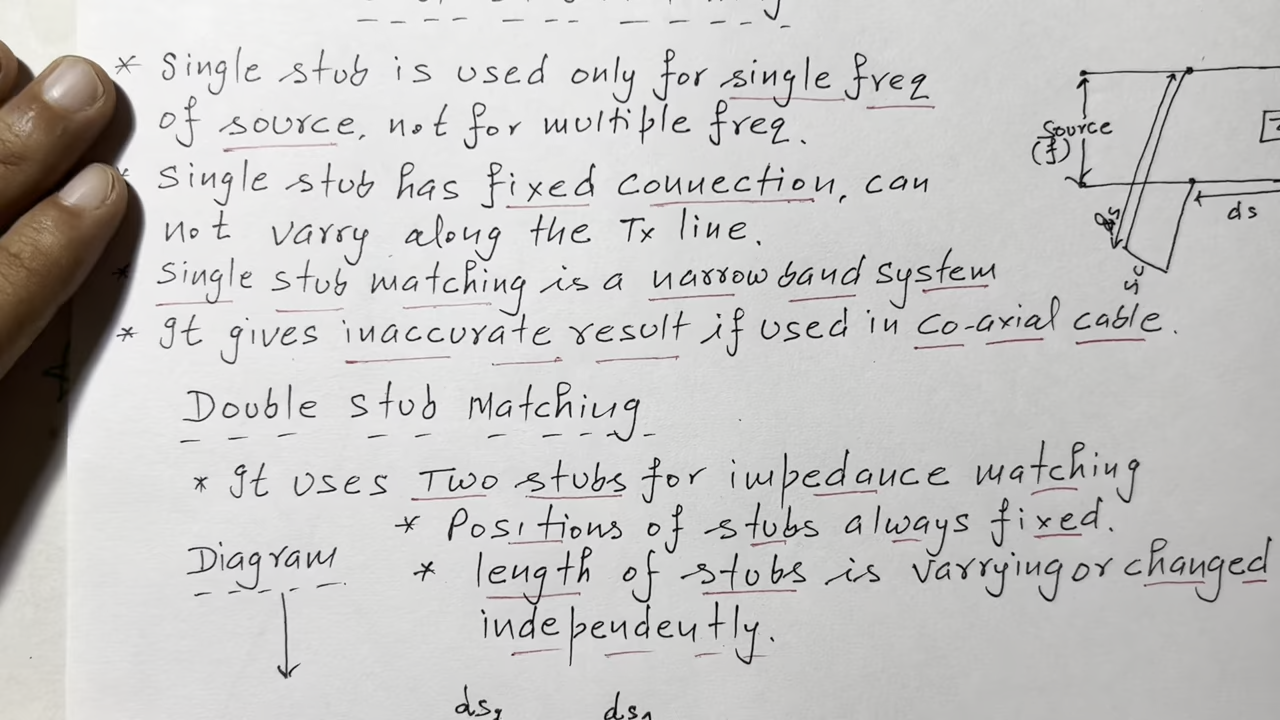 * Single stub is used only for single freq
of source, not for multiple freq.
* Single stub has fixed connection, can
not varry along the Tx line.
* Single stub matching is a narrow band system
* It gives inaccurate result if used in co-axial cable.
Source
(f)
ds
Double stub Matching
* It uses Two stubs for impedance matching
* Positions of stubs always fixed.
Diagram
* length of stubs is varrying or changed
independently.
ds₂ ds₁